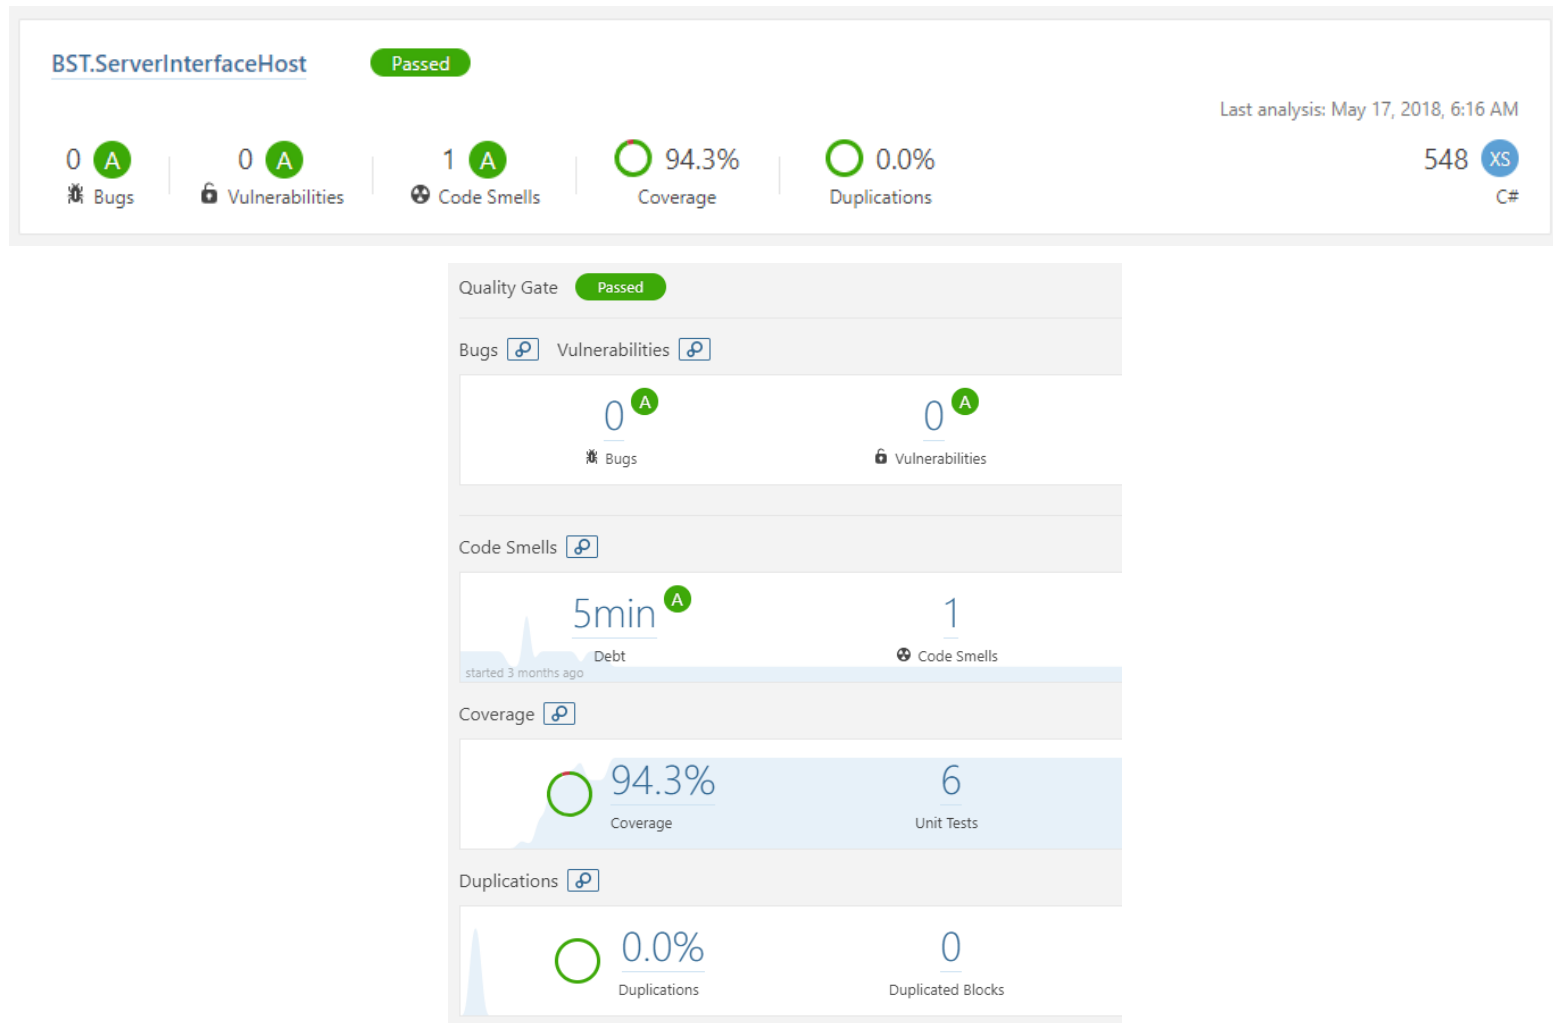 BST.ServerInterfaceHost Passed
Last analysis: May 17, 2018, 6:16 AM
0 A 0 A 1 A 94.3% 0.0% 548 XS
Bugs Vulnerabilities Code Smells Coverage Duplications C#
Quality Gate Passed
Bugs Vulnerabilities
0 A 0 A
Bugs Vulnerabilities
Code Smells
5min A 1
Debt Code Smells
started 3 months ago
Coverage
94.3% 6
Coverage Unit Tests
Duplications
0.0% 0
Duplications Duplicated Blocks